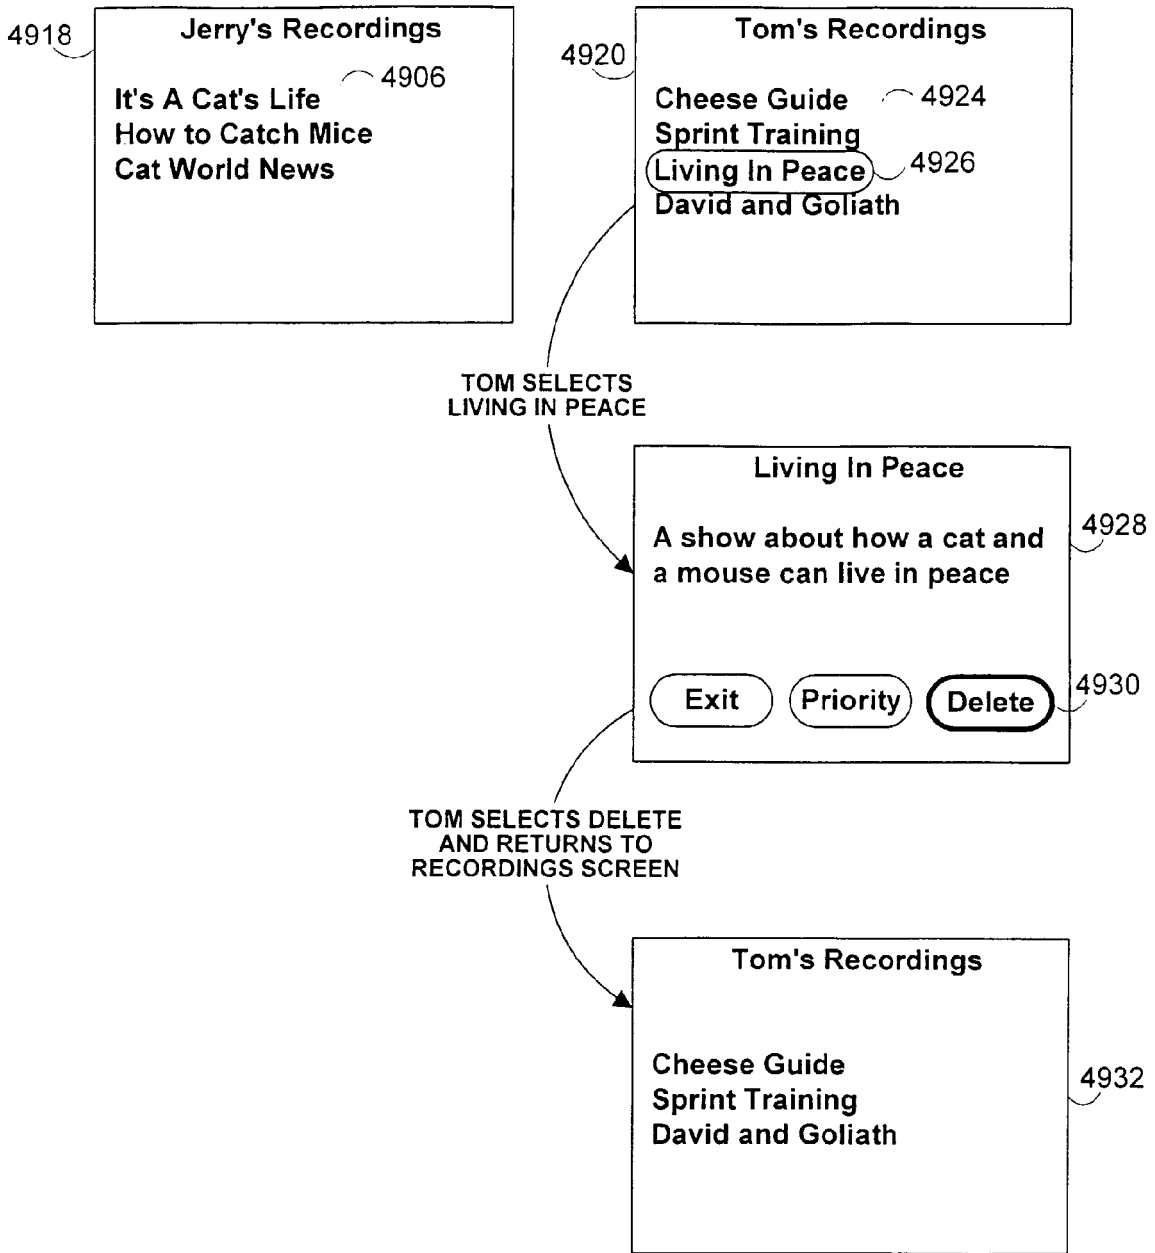 4918
Jerry's Recordings
4906
It's A Cat's Life
How to Catch Mice
Cat World News
4920
Tom's Recordings
Cheese Guide
4924
Sprint Training
Living In Peace
4926
David and Goliath
TOM SELECTS
LIVING IN PEACE
Living In Peace
4928
A show about how a cat and
a mouse can live in peace
Exit
Priority
Delete
4930
TOM SELECTS DELETE
AND RETURNS TO
RECORDINGS SCREEN
Tom's Recordings
Cheese Guide
4932
Sprint Training
David and Goliath